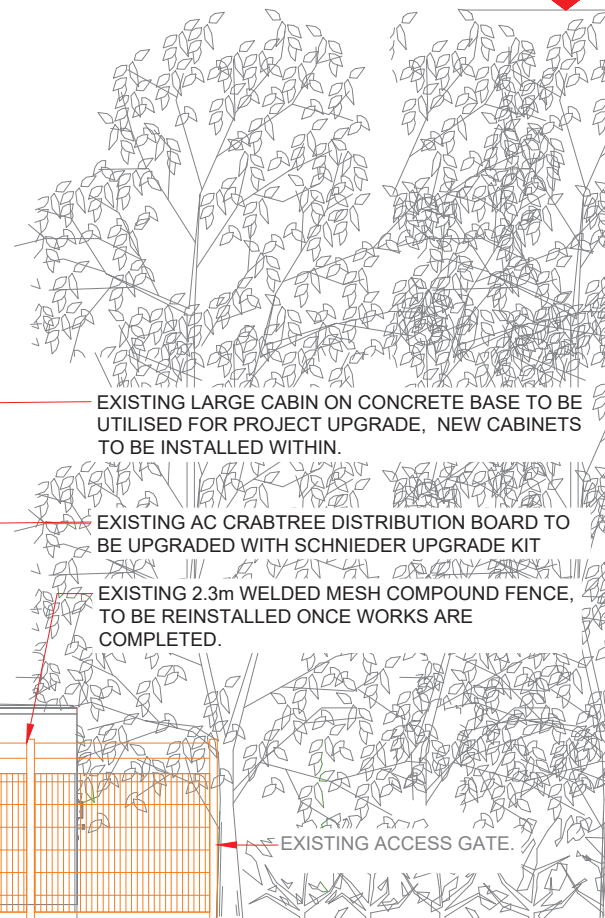 EXISTING LARGE CABIN ON CONCRETE BASE TO BE
UTILISED FOR PROJECT UPGRADE, NEW CABINETS
TO BE INSTALLED WITHIN.
EXISTING AC CRABTREE DISTRIBUTION BOARD TO
BE UPGRADED WITH SCHNIEDER UPGRADE KIT
EXISTING 2.3m WELDED MESH COMPOUND FENCE,
TO BE REINSTALLED ONCE WORKS ARE
COMPLETED.
EXISTING ACCESS GATE.